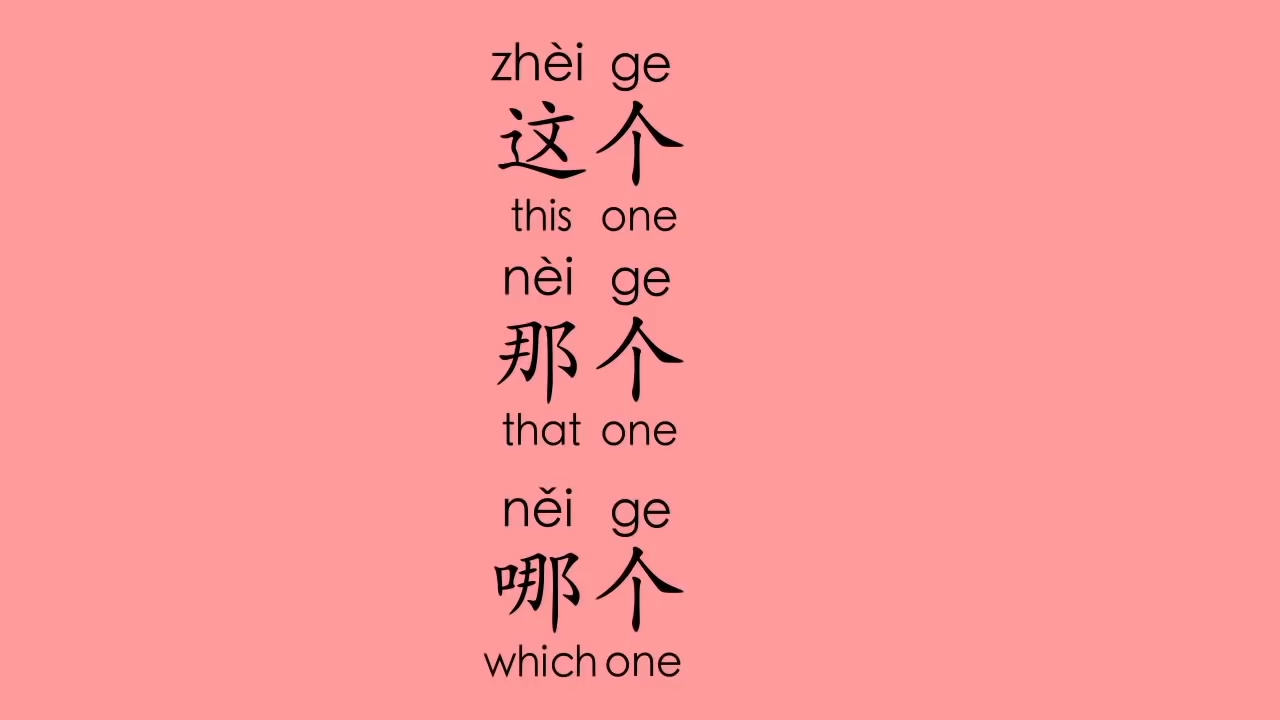 zhèi ge
这个
this one
nèi ge
那个
that one
něi ge
哪个
which one